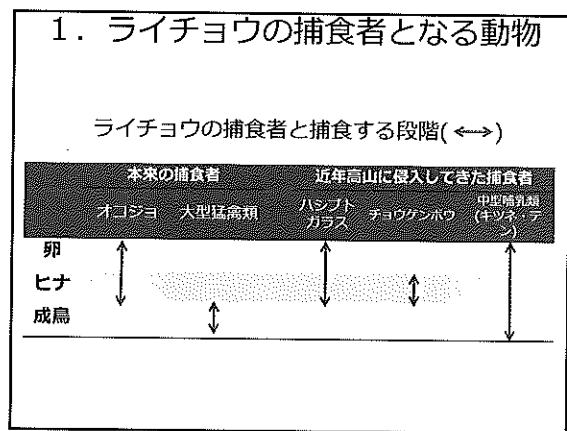 1. ライチョウの捕食者となる動物
ライチョウの捕食者と捕食する段階(⟷)
本来の捕食者 近年高山に侵入してきた捕食者
オコジョ 大型猛禽類 ハシブト
ガラス チョウゲンボウ 中型哺乳類
(キツネ・テ
ン)
卵
ヒナ
成鳥